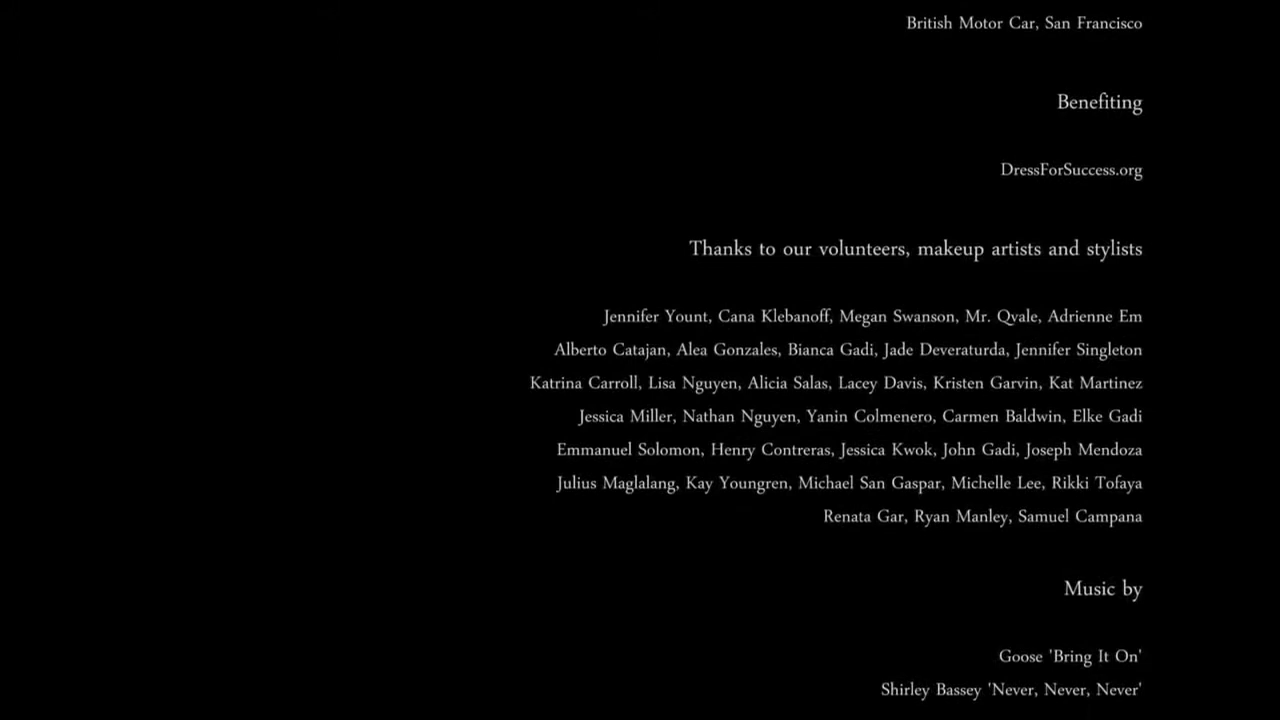 British Motor Car, San Francisco
Benefiting
DressForSuccess.org
Thanks to our volunteers, makeup artists and stylists
Jennifer Yount, Cana Klebanoff, Megan Swanson, Mr. Qvale, Adrienne Em
Alberto Catajan, Alea Gonzales, Bianca Gadi, Jade Deveraturda, Jennifer Singleton
Katrina Carroll, Lisa Nguyen, Alicia Salas, Lacey Davis, Kristen Garvin, Kat Martinez
Jessica Miller, Nathan Nguyen, Yanin Colmenero, Carmen Baldwin, Elke Gadi
Emmanuel Solomon, Henry Contreras, Jessica Kwok, John Gadi, Joseph Mendoza
Julius Maglalang, Kay Youngren, Michael San Gaspar, Michelle Lee, Rikki Tofaya
Renata Gar, Ryan Manley, Samuel Campana
Music by
Goose 'Bring It On'
Shirley Bassey 'Never, Never, Never'